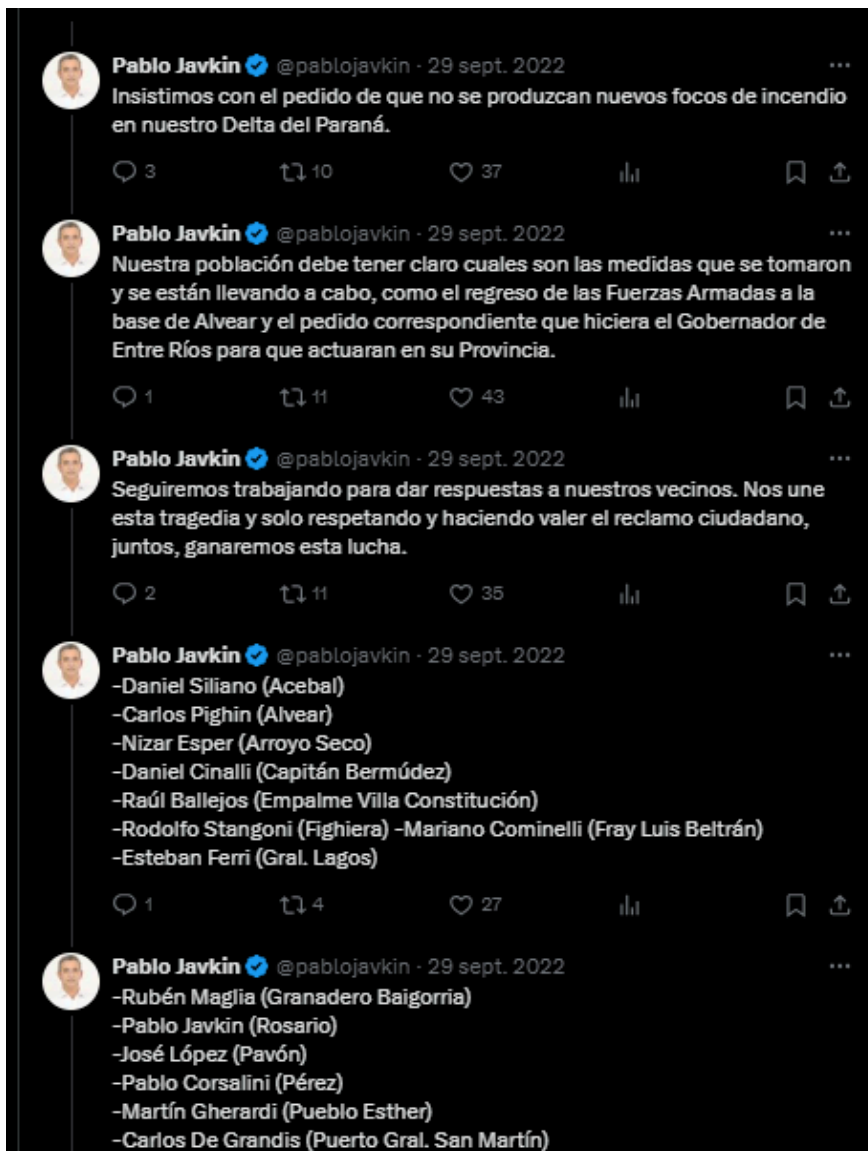 Pablo Javkin @pablojavkin · 29 sept. 2022
Insistimos con el pedido de que no se produzcan nuevos focos de incendio
en nuestro Delta del Paraná.
3 10 37
Pablo Javkin @pablojavkin · 29 sept. 2022
Nuestra población debe tener claro cuales son las medidas que se tomaron
y se están llevando a cabo, como el regreso de las Fuerzas Armadas a la
base de Alvear y el pedido correspondiente que hiciera el Gobernador de
Entre Ríos para que actuaran en su Provincia.
1 11 43
Pablo Javkin @pablojavkin · 29 sept. 2022
Seguiremos trabajando para dar respuestas a nuestros vecinos. Nos une
esta tragedia y solo respetando y haciendo valer el reclamo ciudadano,
juntos, ganaremos esta lucha.
2 11 35
Pablo Javkin @pablojavkin · 29 sept. 2022
-Daniel Siliano (Acebal)
-Carlos Pighin (Alvear)
-Nizar Esper (Arroyo Seco)
-Daniel Cinalli (Capitán Bermúdez)
-Raúl Ballejos (Empalme Villa Constitución)
-Rodolfo Stangoni (Fighiera) -Mariano Cominelli (Fray Luis Beltrán)
-Esteban Ferri (Gral. Lagos)
1 4 27
Pablo Javkin @pablojavkin · 29 sept. 2022
-Rubén Maglia (Granadero Baigorria)
-Pablo Javkin (Rosario)
-José López (Pavón)
-Pablo Corsalini (Pérez)
-Martín Gherardi (Pueblo Esther)
-Carlos De Grandis (Puerto Gral. San Martín)